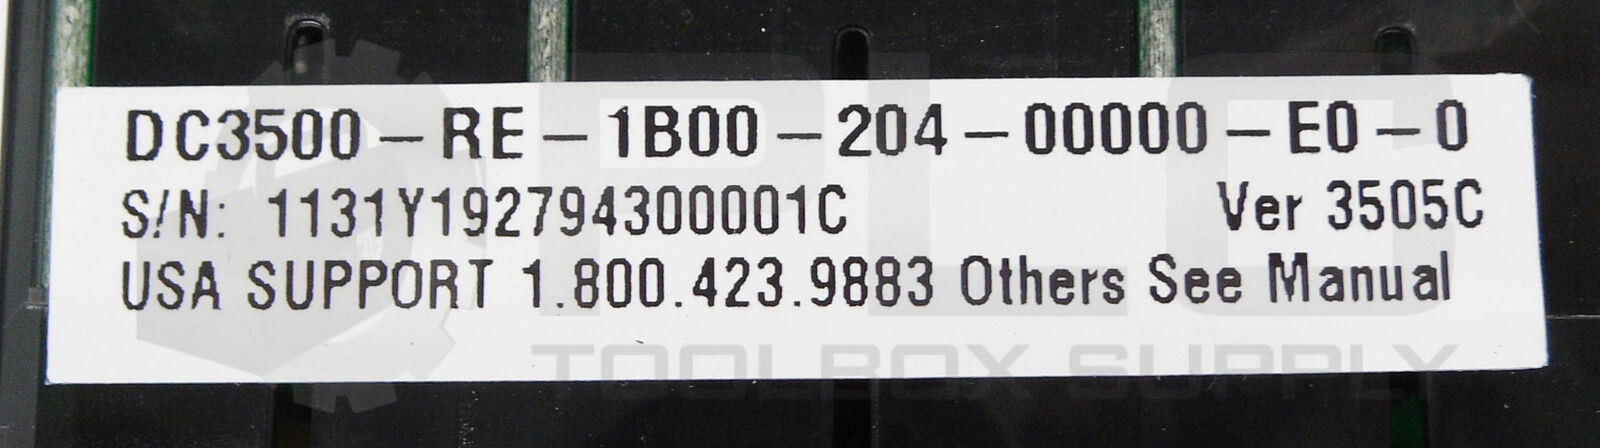 DC3500-RE-1B00-204-00000-E0-0
S/N: 1131Y192794300001C Ver 3505C
USA SUPPORT 1.800.423.9883 Others See Manual
PLC
TOOLBOX SUPPLY